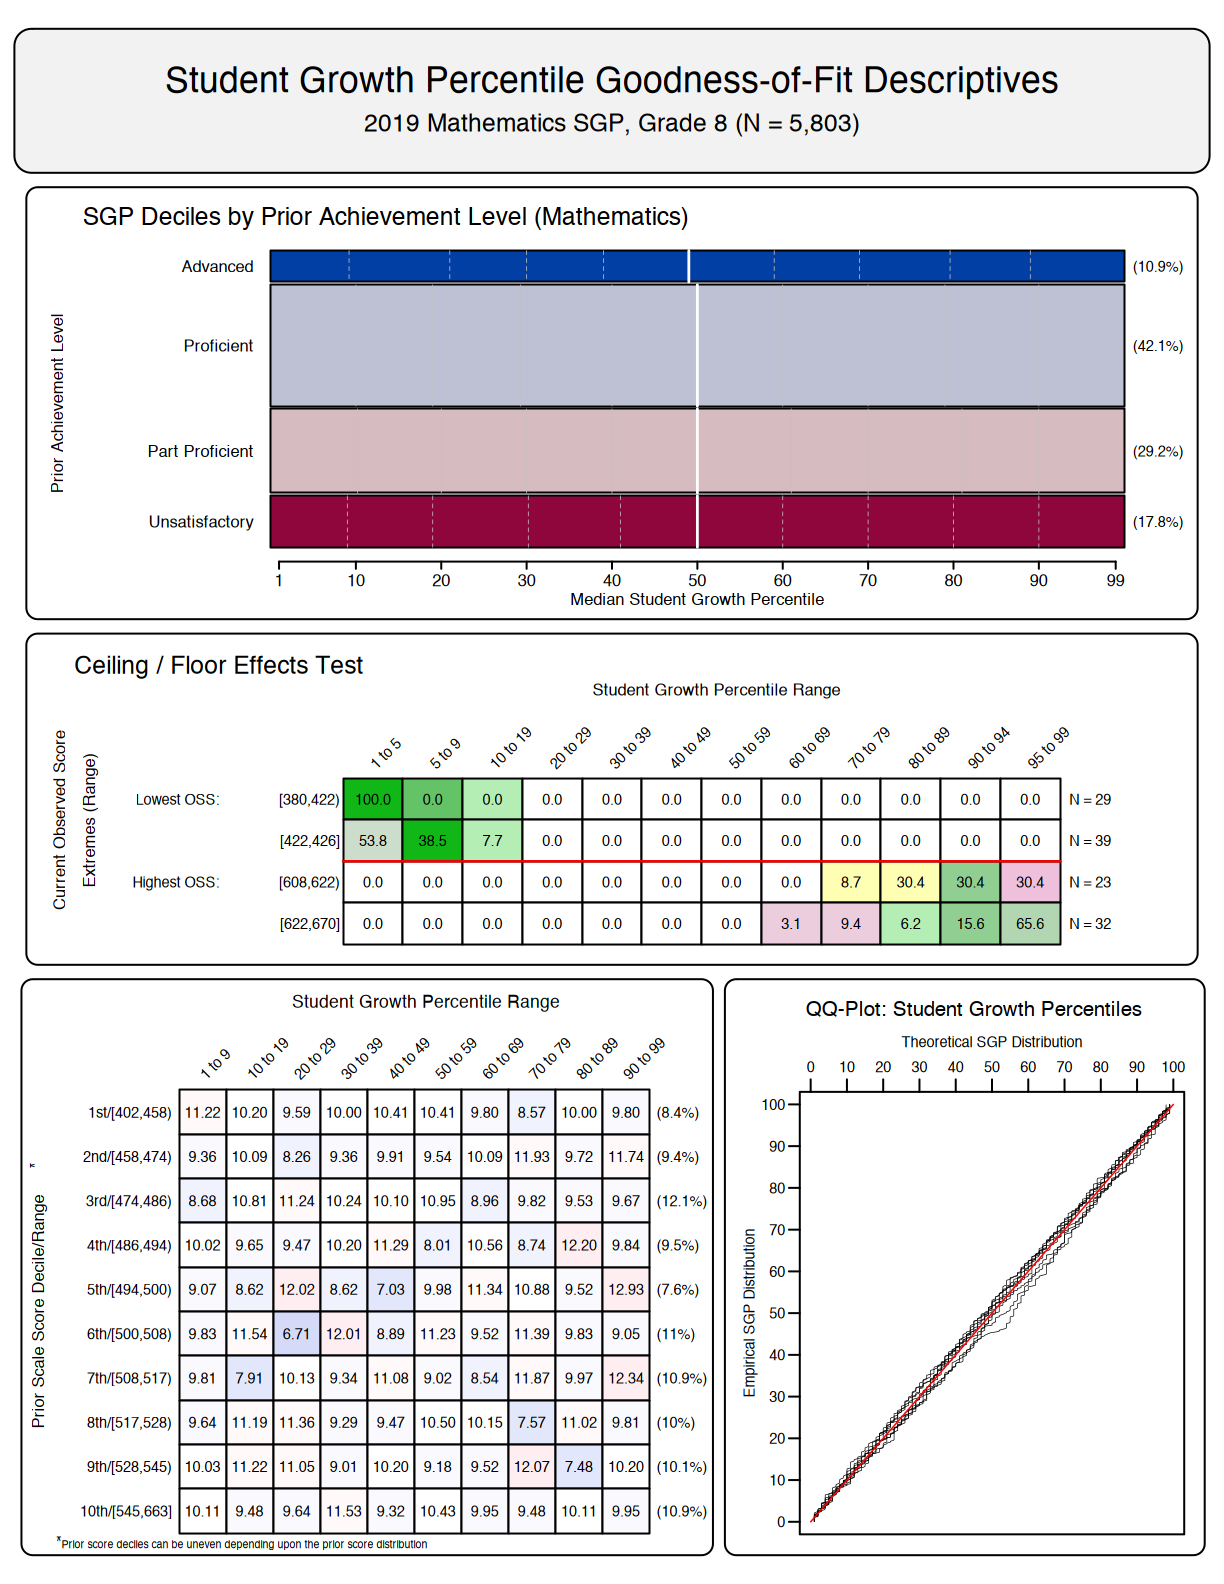 Student Growth Percentile Goodness-of-Fit Descriptives
2019 Mathematics SGP, Grade 8 (N = 5,803)
SGP Deciles by Prior Achievement Level (Mathematics)
Prior Achievement Level
Advanced (10.9%)
Proficient (42.1%)
Part Proficient (29.2%)
Unsatisfactory (17.8%)
1 10 20 30 40 50 60 70 80 90 99
Median Student Growth Percentile
Ceiling / Floor Effects Test
Student Growth Percentile Range
Current Observed Score
Extremes (Range)
1 to 5 5 to 9 10 to 19 20 to 29 30 to 39 40 to 49 50 to 59 60 to 69 70 to 79 80 to 89 90 to 94 95 to 99
Lowest OSS: [380,422) 100.0 0.0 0.0 0.0 0.0 0.0 0.0 0.0 0.0 0.0 0.0 0.0 N = 29
[422,426] 53.8 38.5 7.7 0.0 0.0 0.0 0.0 0.0 0.0 0.0 0.0 0.0 N = 39
Highest OSS: [608,622) 0.0 0.0 0.0 0.0 0.0 0.0 0.0 0.0 8.7 30.4 30.4 30.4 N = 23
[622,670] 0.0 0.0 0.0 0.0 0.0 0.0 0.0 3.1 9.4 6.2 15.6 65.6 N = 32
Student Growth Percentile Range
Prior Scale Score Decile/Range *
1 to 9 10 to 19 20 to 29 30 to 39 40 to 49 50 to 59 60 to 69 70 to 79 80 to 89 90 to 99
1st/[402,458) 11.22 10.20 9.59 10.00 10.41 10.41 9.80 8.57 10.00 9.80 (8.4%)
2nd/[458,474) 9.36 10.09 8.26 9.36 9.91 9.54 10.09 11.93 9.72 11.74 (9.4%)
3rd/[474,486) 8.68 10.81 11.24 10.24 10.10 10.95 8.96 9.82 9.53 9.67 (12.1%)
4th/[486,494) 10.02 9.65 9.47 10.20 11.29 8.01 10.56 8.74 12.20 9.84 (9.5%)
5th/[494,500) 9.07 8.62 12.02 8.62 7.03 9.98 11.34 10.88 9.52 12.93 (7.6%)
6th/[500,508) 9.83 11.54 6.71 12.01 8.89 11.23 9.52 11.39 9.83 9.05 (11%)
7th/[508,517) 9.81 7.91 10.13 9.34 11.08 9.02 8.54 11.87 9.97 12.34 (10.9%)
8th/[517,528) 9.64 11.19 11.36 9.29 9.47 10.50 10.15 7.57 11.02 9.81 (10%)
9th/[528,545) 10.03 11.22 11.05 9.01 10.20 9.18 9.52 12.07 7.48 10.20 (10.1%)
10th/[545,663] 10.11 9.48 9.64 11.53 9.32 10.43 9.95 9.48 10.11 9.95 (10.9%)
*Prior score deciles can be uneven depending upon the prior score distribution
QQ-Plot: Student Growth Percentiles
Theoretical SGP Distribution
0 10 20 30 40 50 60 70 80 90 100
Empirical SGP Distribution
100
90
80
70
60
50
40
30
20
10
0